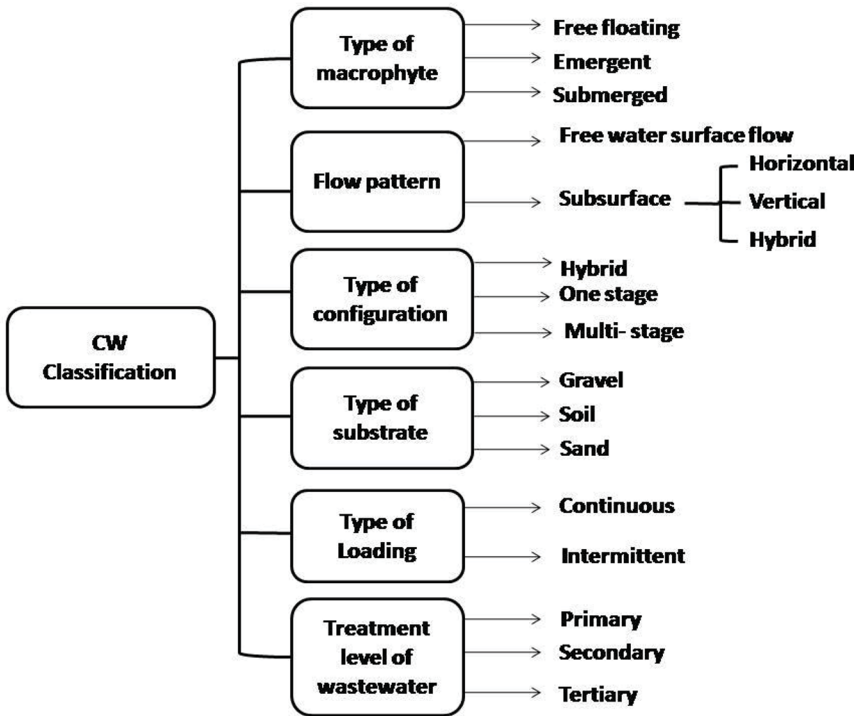 CW
Classification
Type of
macrophyte
Free floating
Emergent
Submerged
Flow pattern
Free water surface flow
Subsurface
Horizontal
Vertical
Hybrid
Type of
configuration
Hybrid
One stage
Multi- stage
Type of
substrate
Gravel
Soil
Sand
Type of
Loading
Continuous
Intermittent
Treatment
level of
wastewater
Primary
Secondary
Tertiary